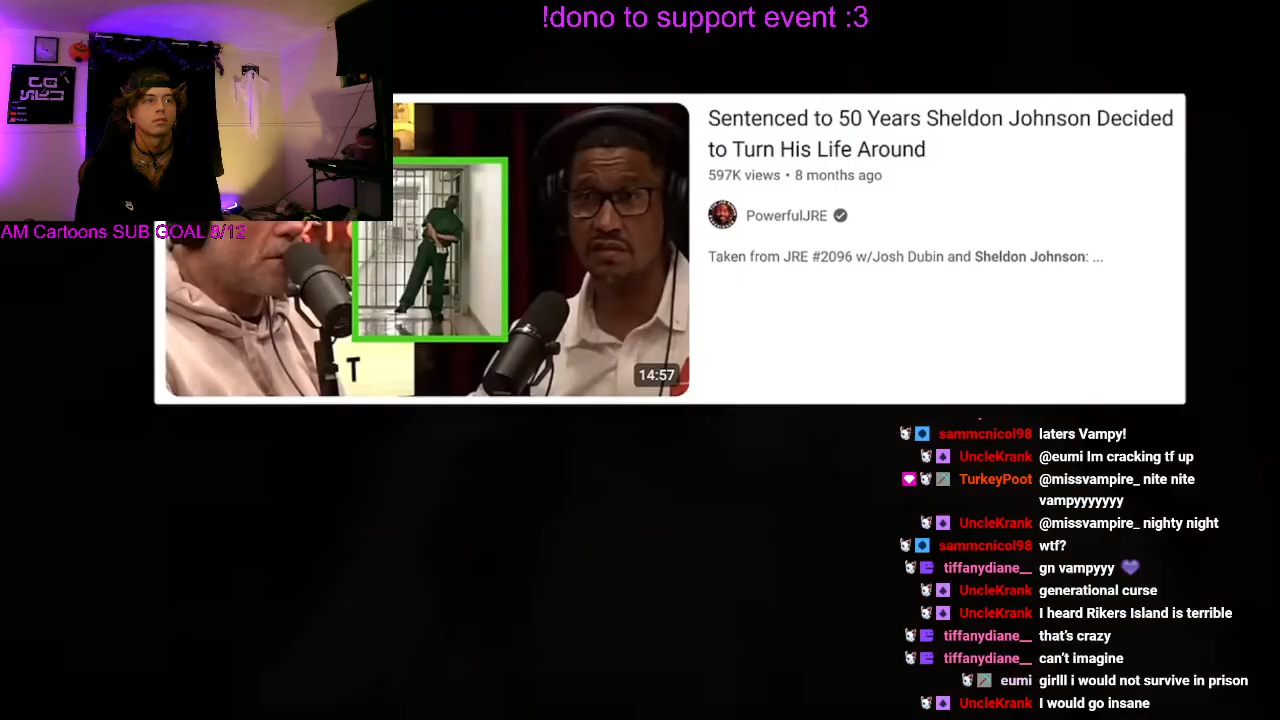 !dono to support event :3
AM Cartoons SUB GOAL 6/12
Sentenced to 50 Years Sheldon Johnson Decided
to Turn His Life Around
597K views • 8 months ago
PowerfulJRE
Taken from JRE #2096 w/Josh Dubin and Sheldon Johnson: ...
T
14:57
sammcnicol98 laters Vampy!
UncleKrank @eumi Im cracking tf up
TurkeyPoot @missvampire_ nite nite
vampyyyyyyy
UncleKrank @missvampire_ nighty night
sammcnicol98 wtf?
tiffanydiane__ gn vampyyy 💜
UncleKrank generational curse
UncleKrank I heard Rikers Island is terrible
tiffanydiane__ that's crazy
tiffanydiane__ can't imagine
eumi girlll i would not survive in prison
UncleKrank I would go insane